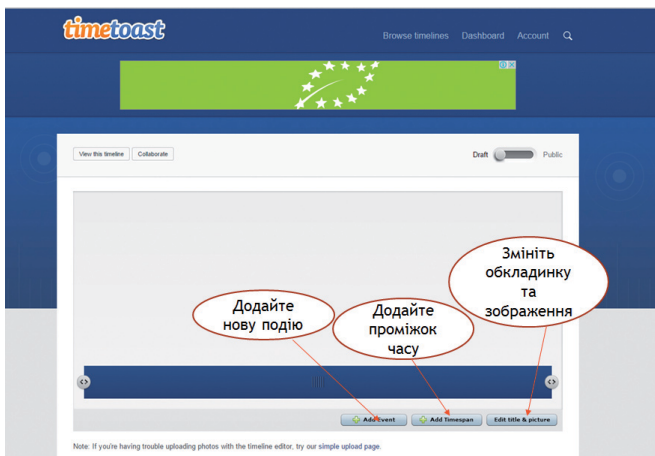 timetoast
Browse timelines Dashboard Account
View this timeline Collaborate
Draft Public
Змініть
обкладинку
та
зображення
Додайте
нову подію
Додайте
проміжок
часу
Add Event Add Timespan Edit title & picture
Note: If you're having trouble uploading photos with the timeline editor, try our simple upload page.